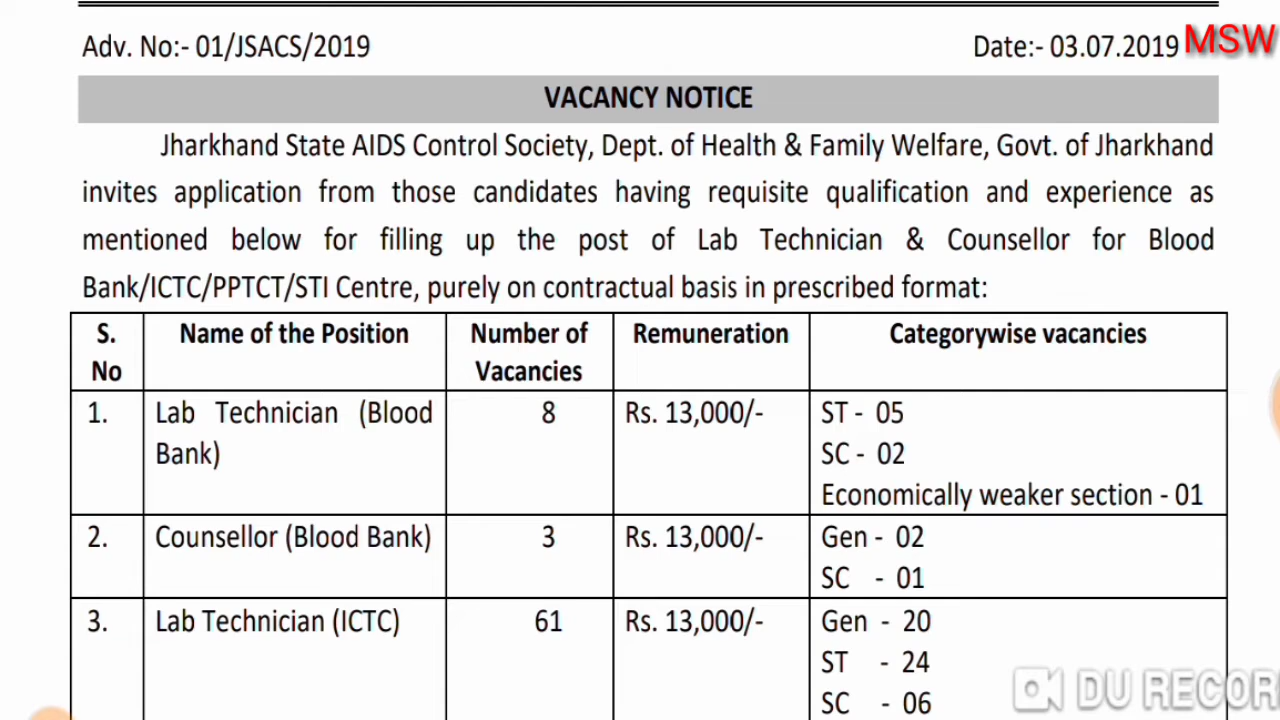 Adv. No:- 01/JSACS/2019 Date:- 03.07.2019 MSW
VACANCY NOTICE
Jharkhand State AIDS Control Society, Dept. of Health & Family Welfare, Govt. of Jharkhand
invites application from those candidates having requisite qualification and experience as
mentioned below for filling up the post of Lab Technician & Counsellor for Blood
Bank/ICTC/PPTCT/STI Centre, purely on contractual basis in prescribed format:
S. No Name of the Position Number of Vacancies Remuneration Categorywise vacancies
1. Lab Technician (Blood Bank) 8 Rs. 13,000/- ST - 05
SC - 02
Economically weaker section - 01
2. Counsellor (Blood Bank) 3 Rs. 13,000/- Gen - 02
SC - 01
3. Lab Technician (ICTC) 61 Rs. 13,000/- Gen - 20
ST - 24
SC - 06
DU RECOR